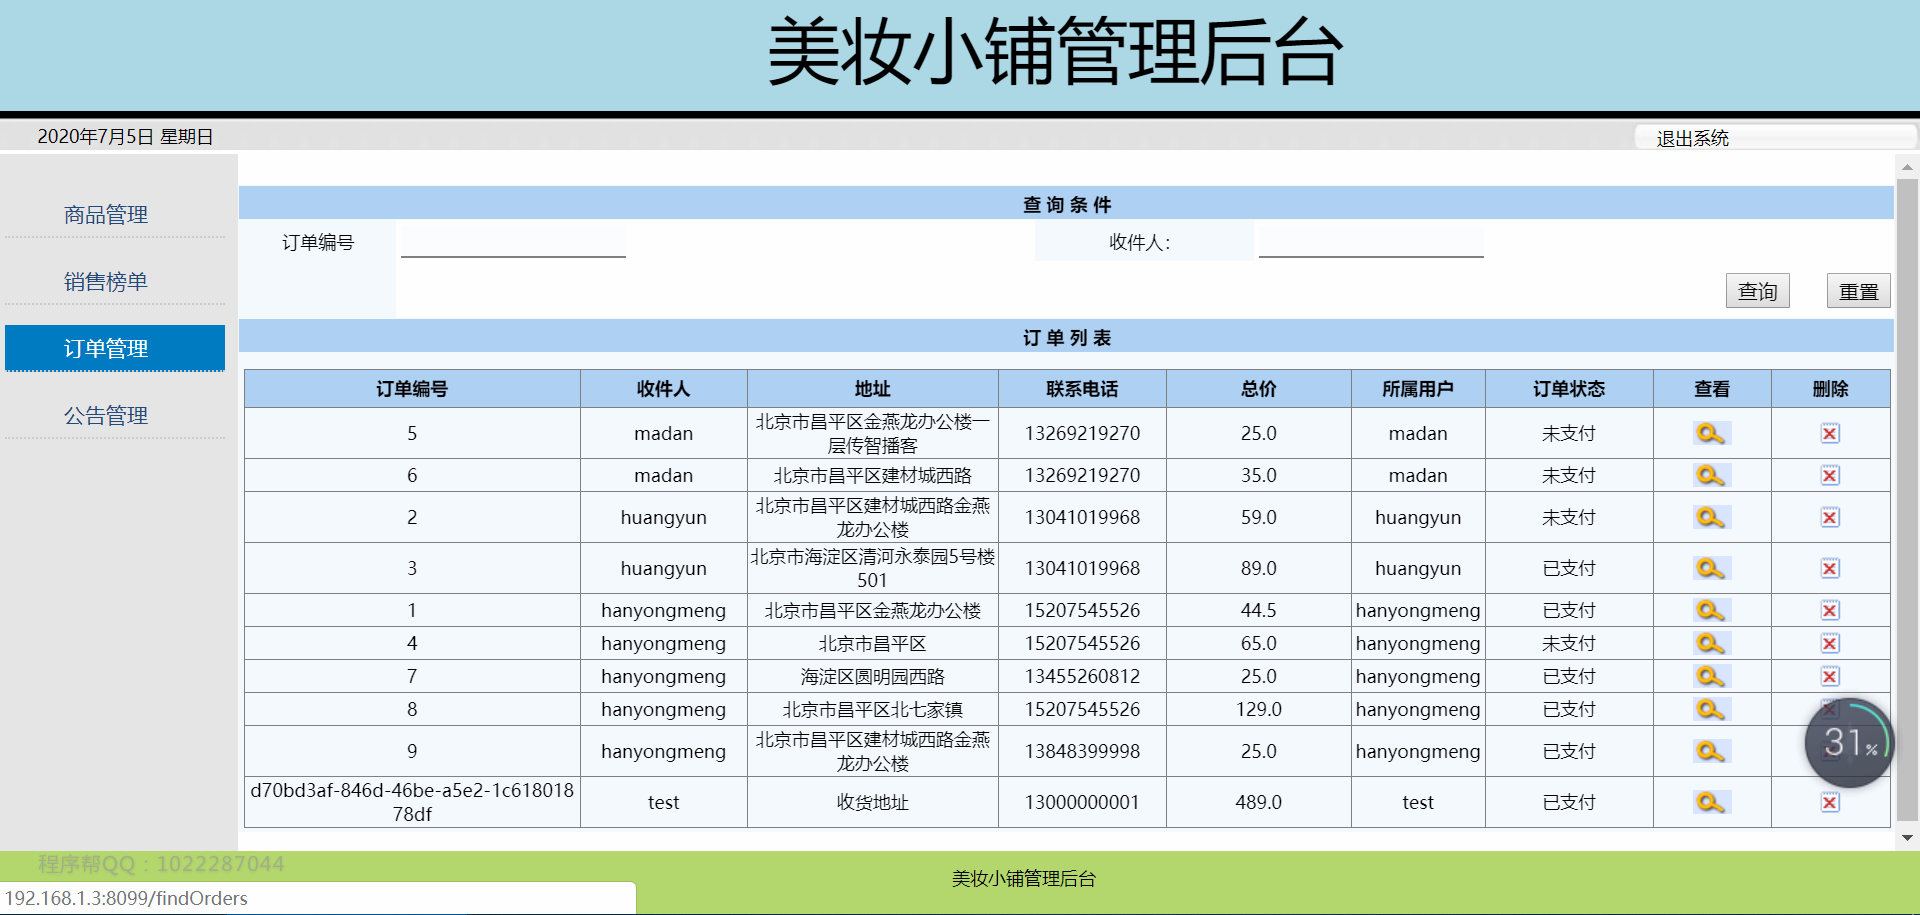 美妆小铺管理后台
2020年7月5日 星期日
退出系统
商品管理
销售榜单
订单管理
公告管理
查 询 条 件
订单编号
收件人：
查询
重置
订 单 列 表
订单编号 收件人 地址 联系电话 总价 所属用户 订单状态 查看 删除
5 madan 北京市昌平区金燕龙办公楼一 13269219270 25.0 madan 未支付
层传智播客
6 madan 北京市昌平区建材城西路 13269219270 35.0 madan 未支付
2 huangyun 北京市昌平区建材城西路金燕 13041019968 59.0 huangyun 未支付
龙办公楼
3 huangyun 北京市海淀区清河永泰园5号楼 13041019968 89.0 huangyun 已支付
501
1 hanyongmeng 北京市昌平区金燕龙办公楼 15207545526 44.5 hanyongmeng 已支付
4 hanyongmeng 北京市昌平区 15207545526 65.0 hanyongmeng 未支付
7 hanyongmeng 海淀区圆明园西路 13455260812 25.0 hanyongmeng 已支付
8 hanyongmeng 北京市昌平区北七家镇 15207545526 129.0 hanyongmeng 已支付
9 hanyongmeng 北京市昌平区建材城西路金燕 13848399998 25.0 hanyongmeng 已支付
龙办公楼
31%
d70bd3af-846d-46be-a5e2-1c618018 test 收货地址 13000000001 489.0 test 已支付
78df
程序帮QQ：1022287044
美妆小铺管理后台
192.168.1.3:8099/findOrders